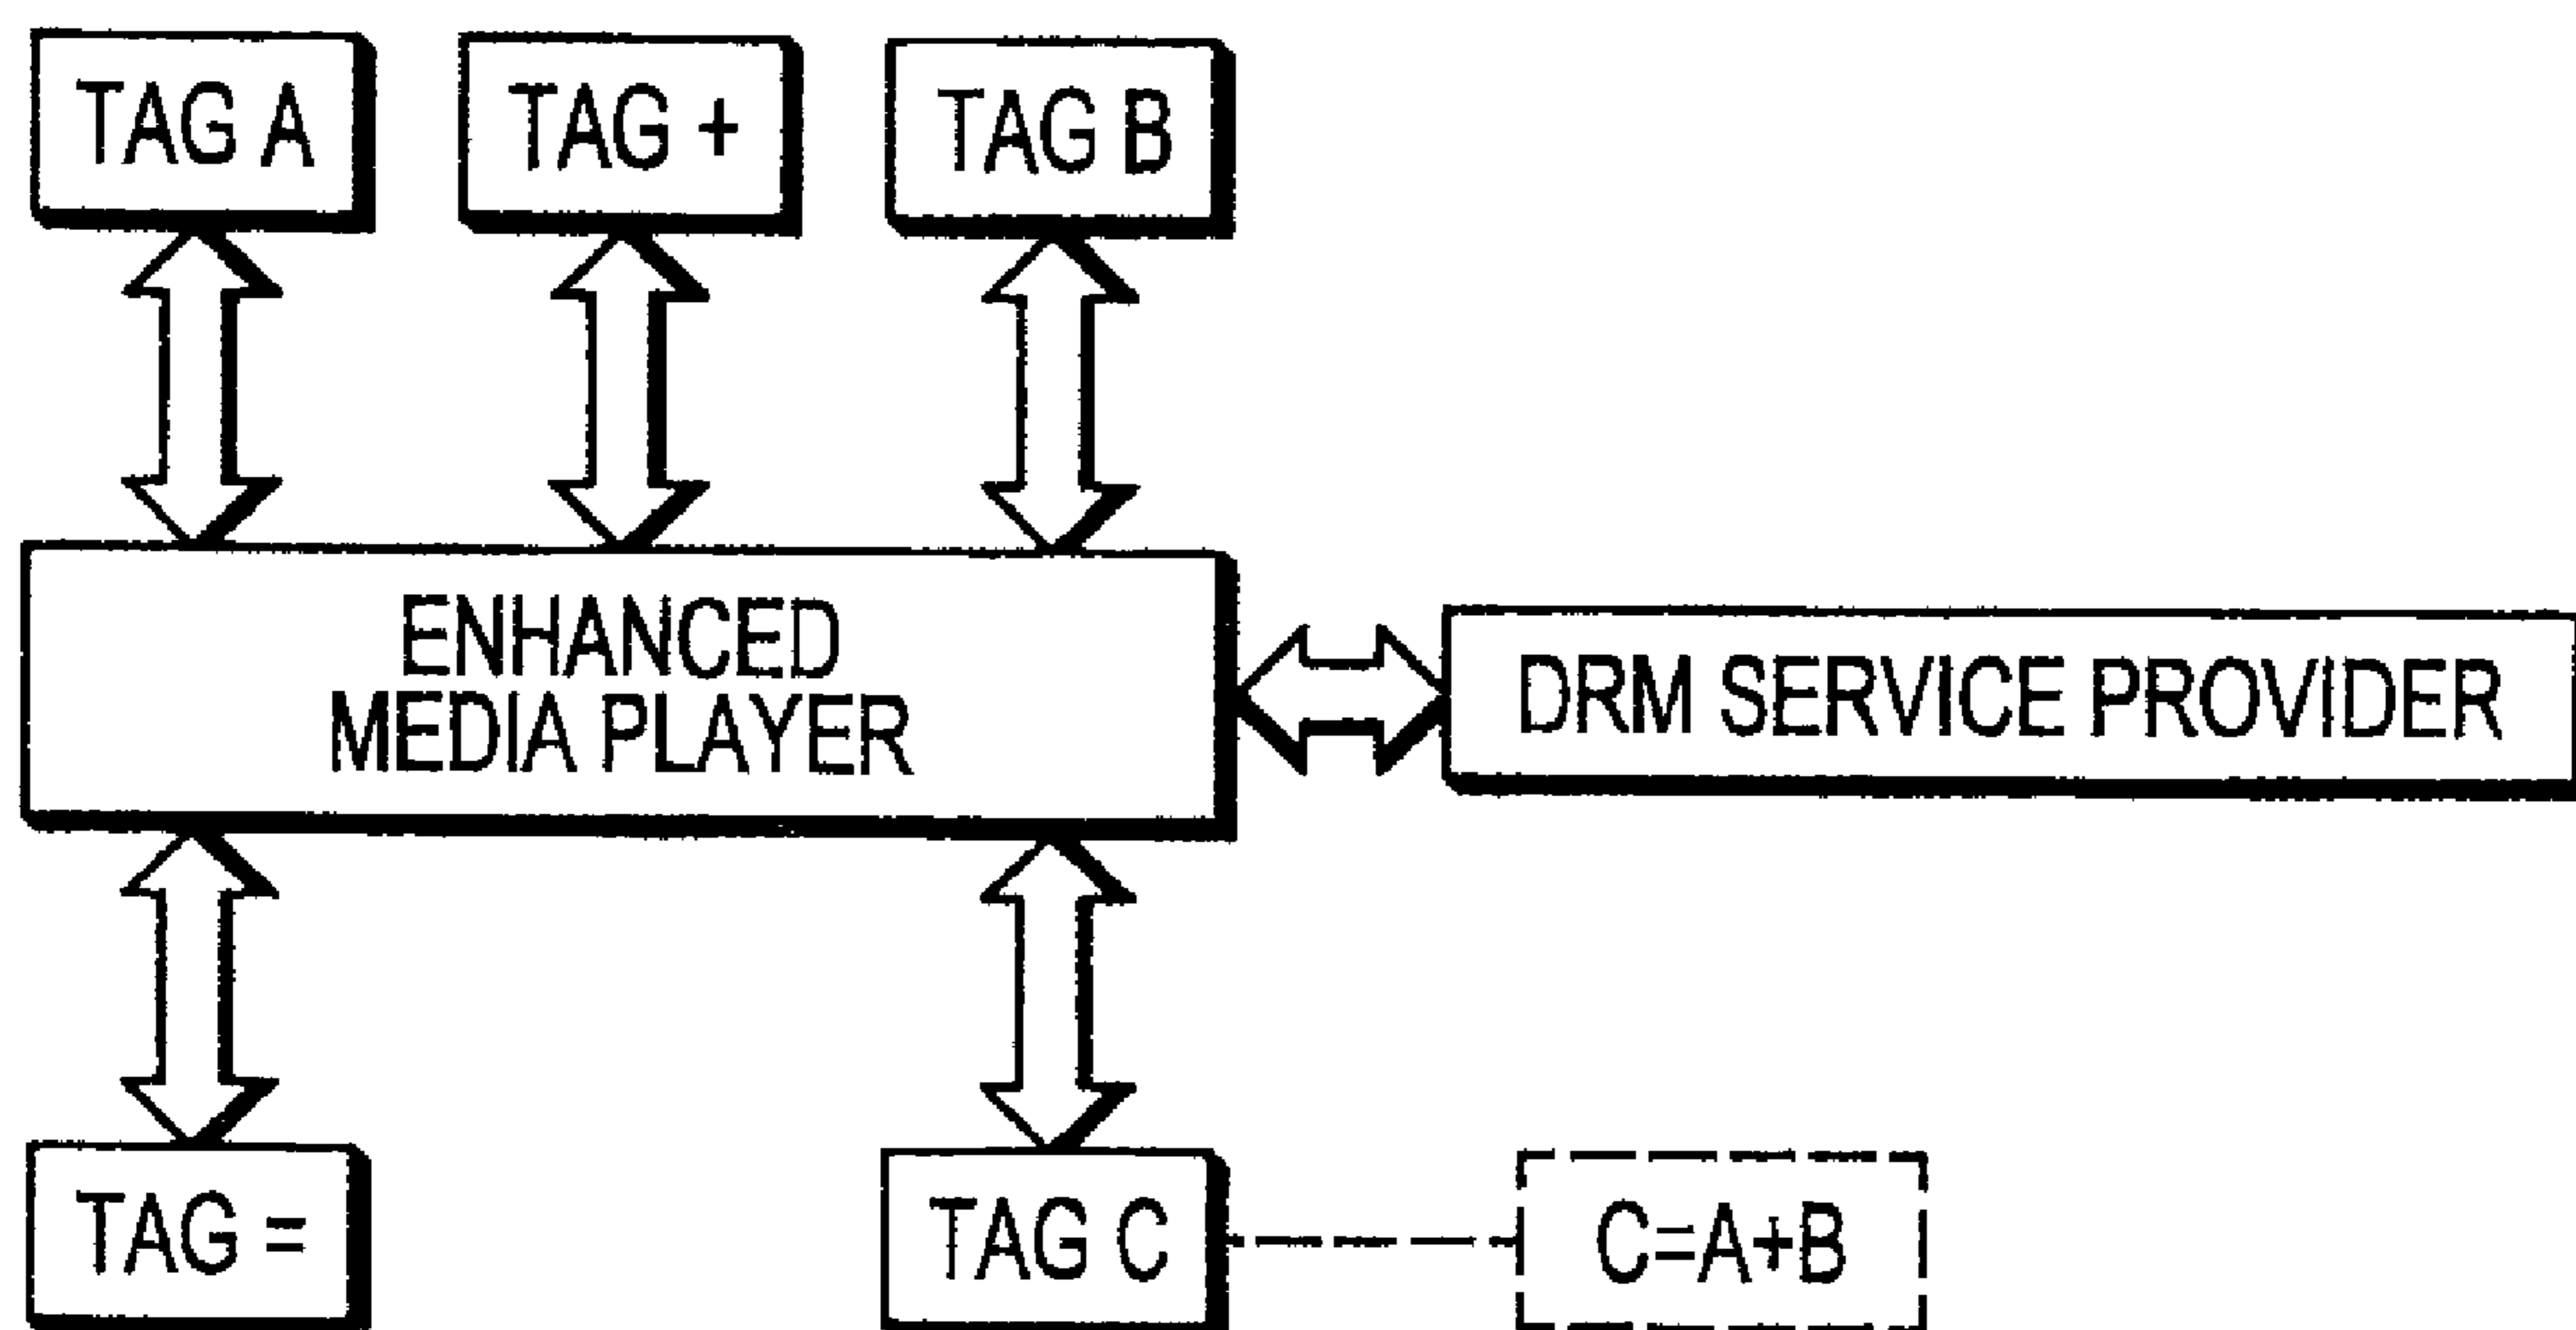 TAG A
TAG +
TAG B
ENHANCED
MEDIA PLAYER
DRM SERVICE PROVIDER
TAG =
TAG C
C=A+B